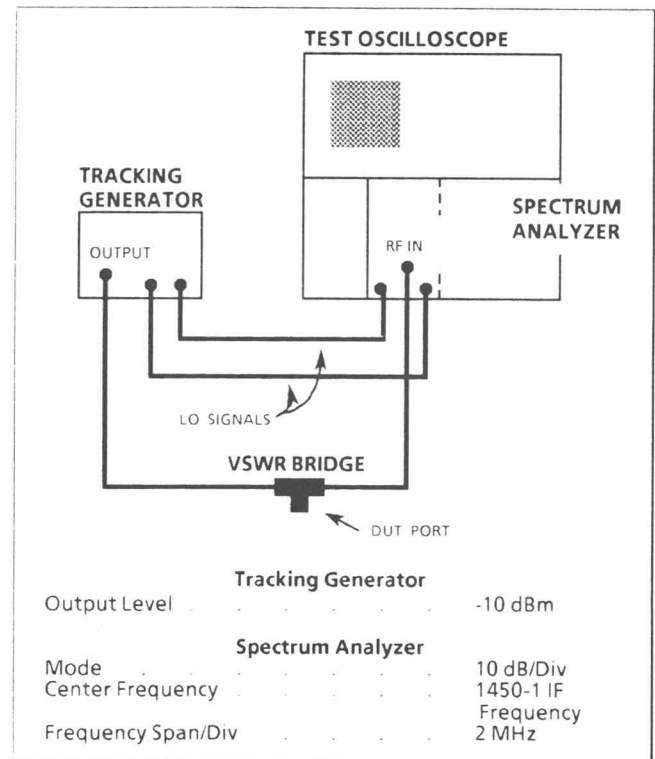 TEST OSCILLOSCOPE
TRACKING
GENERATOR
OUTPUT
SPECTRUM
ANALYZER
RF IN
LO SIGNALS
VSWR BRIDGE
DUT PORT
Tracking Generator
Output Level . . . . . . -10 dBm
Spectrum Analyzer
Mode . . . . . . 10 dB/Div
Center Frequency . . . . . 1450-1 IF
Frequency
Frequency Span/Div . . . . 2 MHz